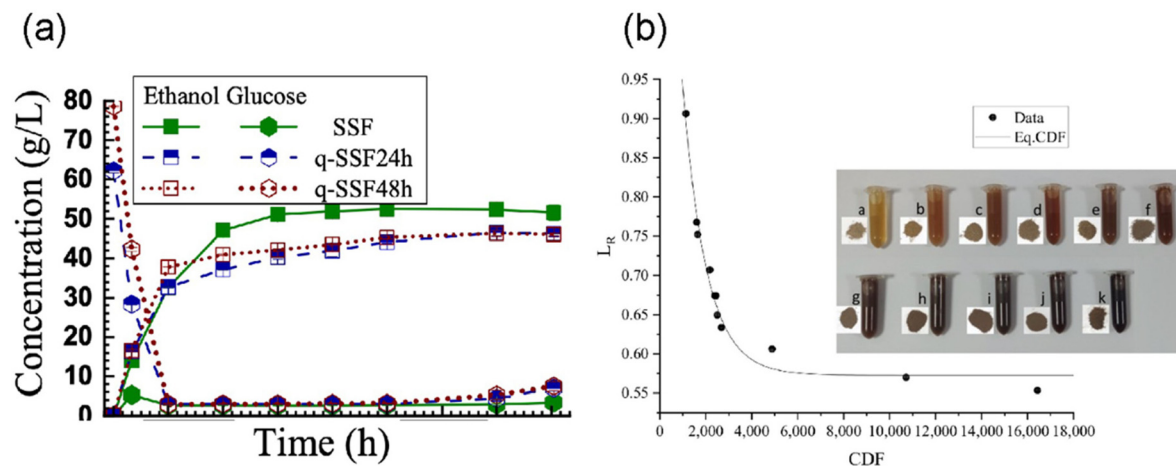 (a)
Concentration (g/L)
80
70
60
50
40
30
20
10
0
Ethanol Glucose
SSF
q-SSF24h
q-SSF48h
Time (h)
(b)
L_R
0.95
0.90
0.85
0.80
0.75
0.70
0.65
0.60
0.55
Data
Eq.CDF
a b c d e f
g h i j k
0 2,000 4,000 6,000 8,000 10,000 12,000 14,000 16,000 18,000
CDF